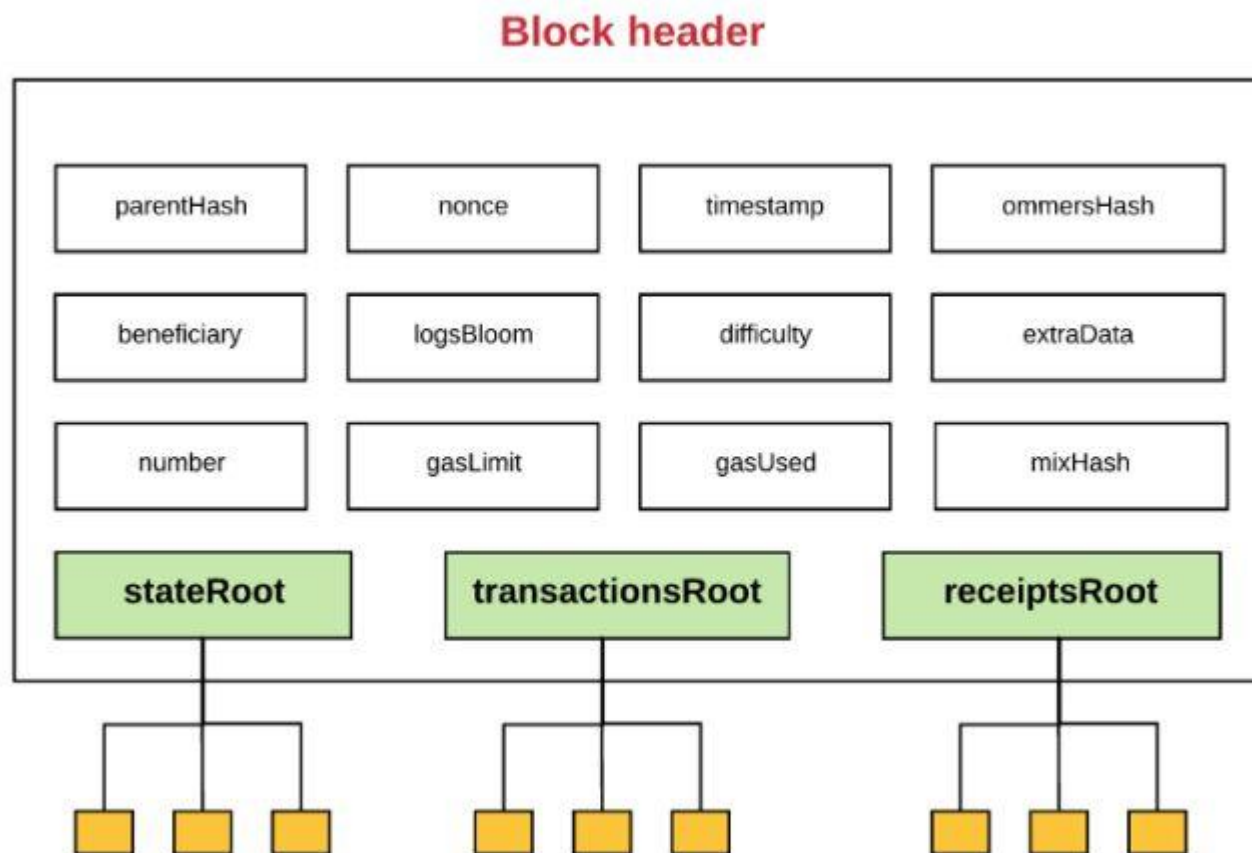 Block header
parentHash
nonce
timestamp
ommersHash
beneficiary
logsBloom
difficulty
extraData
number
gasLimit
gasUsed
mixHash
stateRoot
transactionsRoot
receiptsRoot